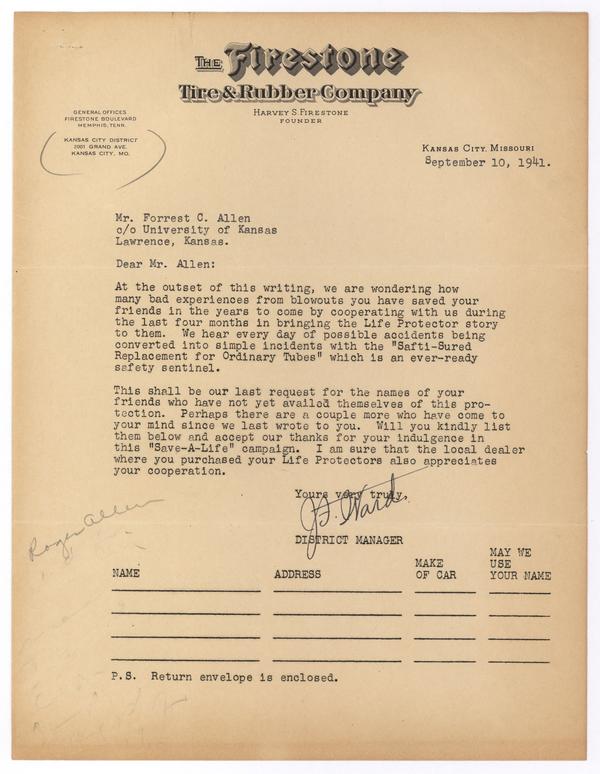 THE Firestone
Tire & Rubber Company
HARVEY S. FIRESTONE
FOUNDER
GENERAL OFFICES
FIRESTONE BOULEVARD
MEMPHIS, TENN.
KANSAS CITY DISTRICT
2001 GRAND AVE.
KANSAS CITY, MO.
KANSAS CITY, MISSOURI
September 10, 1941.
Mr. Forrest C. Allen
c/o University of Kansas
Lawrence, Kansas.
Dear Mr. Allen:
At the outset of this writing, we are wondering how
many bad experiences from blowouts you have saved your
friends in the years to come by cooperating with us during
the last four months in bringing the Life Protector story
to them. We hear every day of possible accidents being
converted into simple incidents with the "Safti-Sured
Replacement for Ordinary Tubes" which is an ever-ready
safety sentinel.
This shall be our last request for the names of your
friends who have not yet availed themselves of this pro-
tection. Perhaps there are a couple more who have come to
your mind since we last wrote to you. Will you kindly list
them below and accept our thanks for your indulgence in
this "Save-A-Life" campaign. I am sure that the local dealer
where you purchased your Life Protectors also appreciates
your cooperation.
Yours very truly,
J. F. Ward
DISTRICT MANAGER
Roger Allen
NAME ADDRESS MAKE OF CAR MAY WE USE YOUR NAME
P.S. Return envelope is enclosed.